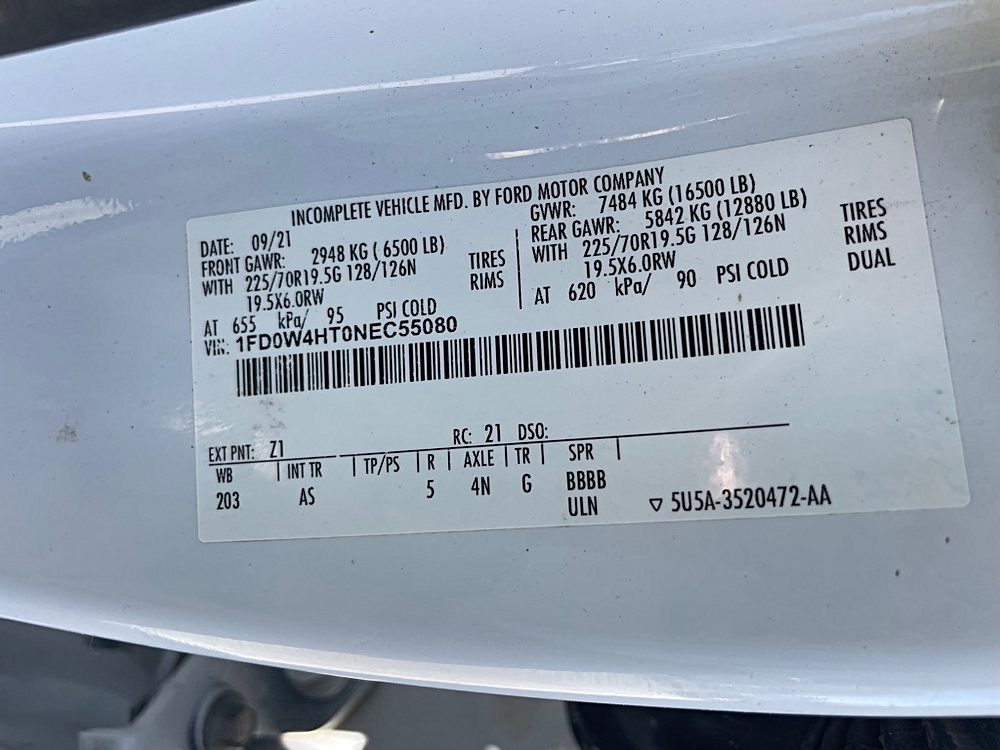 INCOMPLETE VEHICLE MFD. BY FORD MOTOR COMPANY
DATE: 09/21
FRONT GAWR: 2948 KG ( 6500 LB)
WITH 225/70R19.5G 128/126N TIRES
19.5X6.0RW RIMS
AT 655 kPa/ 95 PSI COLD
GVWR: 7484 KG (16500 LB)
REAR GAWR: 5842 KG (12880 LB)
WITH 225/70R19.5G 128/126N TIRES
19.5X6.0RW RIMS
AT 620 kPa/ 90 PSI COLD DUAL
VIN: 1FD0W4HT0NEC55080
EXT PNT: Z1 RC: 21 DSO:
WB INT TR TP/PS R AXLE TR SPR
203 AS 5 4N G BBBB
ULN ▽ 5U5A-3520472-AA